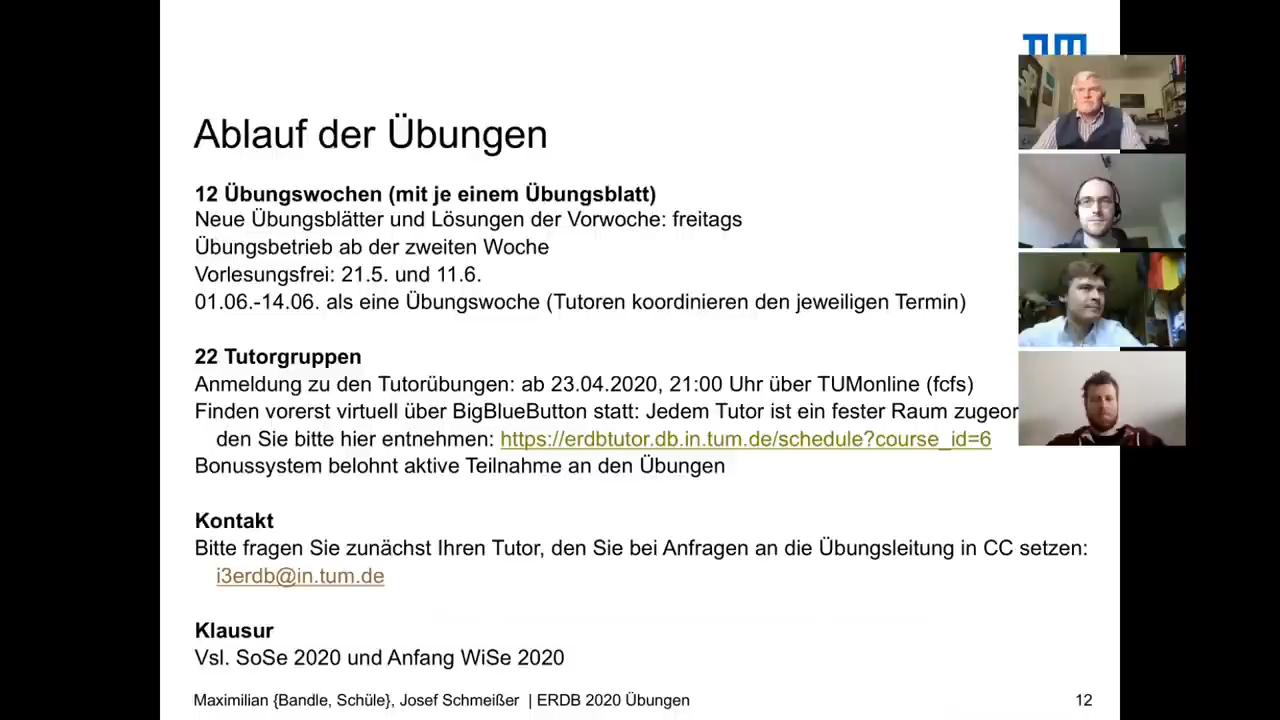 TUM
Ablauf der Übungen
12 Übungswochen (mit je einem Übungsblatt)
Neue Übungsblätter und Lösungen der Vorwoche: freitags
Übungsbetrieb ab der zweiten Woche
Vorlesungsfrei: 21.5. und 11.6.
01.06.-14.06. als eine Übungswoche (Tutoren koordinieren den jeweiligen Termin)
22 Tutorgruppen
Anmeldung zu den Tutorübungen: ab 23.04.2020, 21:00 Uhr über TUMonline (fcfs)
Finden vorerst virtuell über BigBlueButton statt: Jedem Tutor ist ein fester Raum zugeor
den Sie bitte hier entnehmen: https://erdbtutor.db.in.tum.de/schedule?course_id=6
Bonussystem belohnt aktive Teilnahme an den Übungen
Kontakt
Bitte fragen Sie zunächst Ihren Tutor, den Sie bei Anfragen an die Übungsleitung in CC setzen:
i3erdb@in.tum.de
Klausur
Vsl. SoSe 2020 und Anfang WiSe 2020
Maximilian {Bandle, Schüle}, Josef Schmeißer | ERDB 2020 Übungen
12